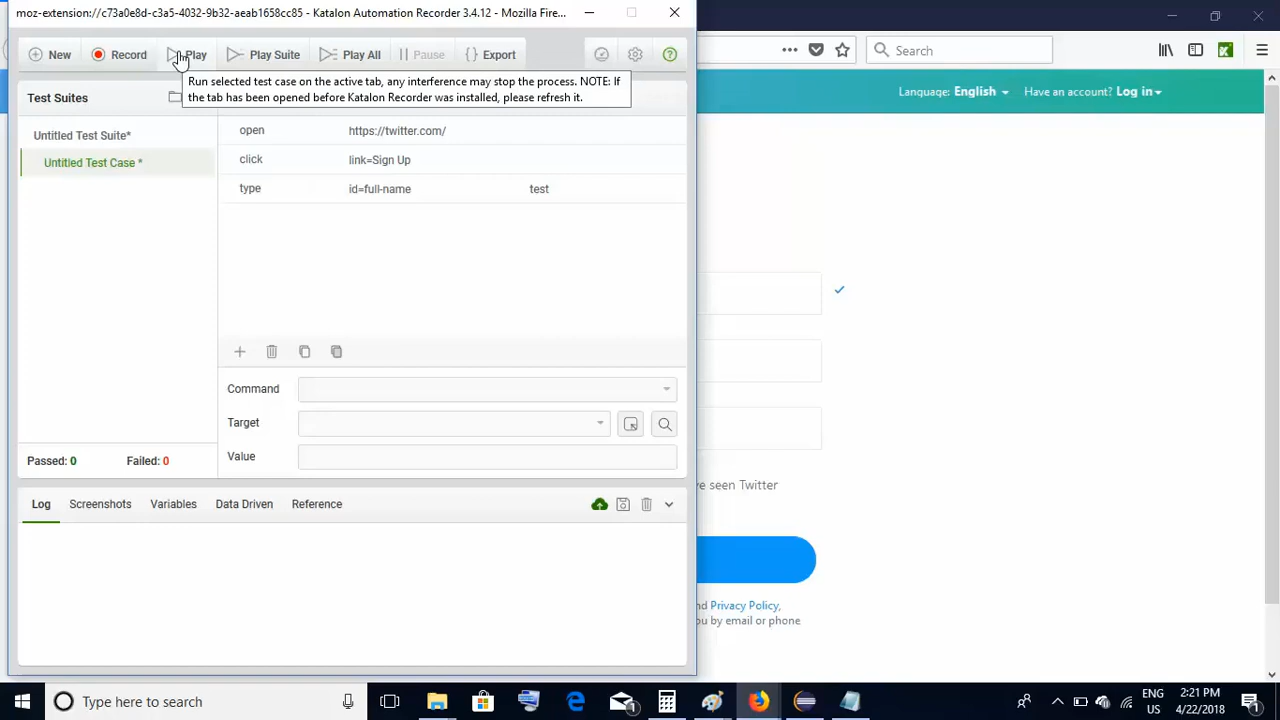 moz-extension://c73a0e8d-c3a5-4032-9b32-aeab1658cc85 - Katalon Automation Recorder 3.4.12 - Mozilla Fire...
New
Record
Play
Play Suite
Play All
Pause
Export
Search
Run selected test case on the active tab, any interference may stop the process. NOTE: If
the tab has been opened before Katalon Recorder was installed, please refresh it.
Language: English
Have an account? Log in
Test Suites
Untitled Test Suite*
Untitled Test Case *
open https://twitter.com/
click link=Sign Up
type id=full-name test
Command
Target
Value
Passed: 0
Failed: 0
ve seen Twitter
Log
Screenshots
Variables
Data Driven
Reference
nd Privacy Policy,
ou by email or phone
Type here to search
ENG
6
2:21 PM
4/22/2018
1
1